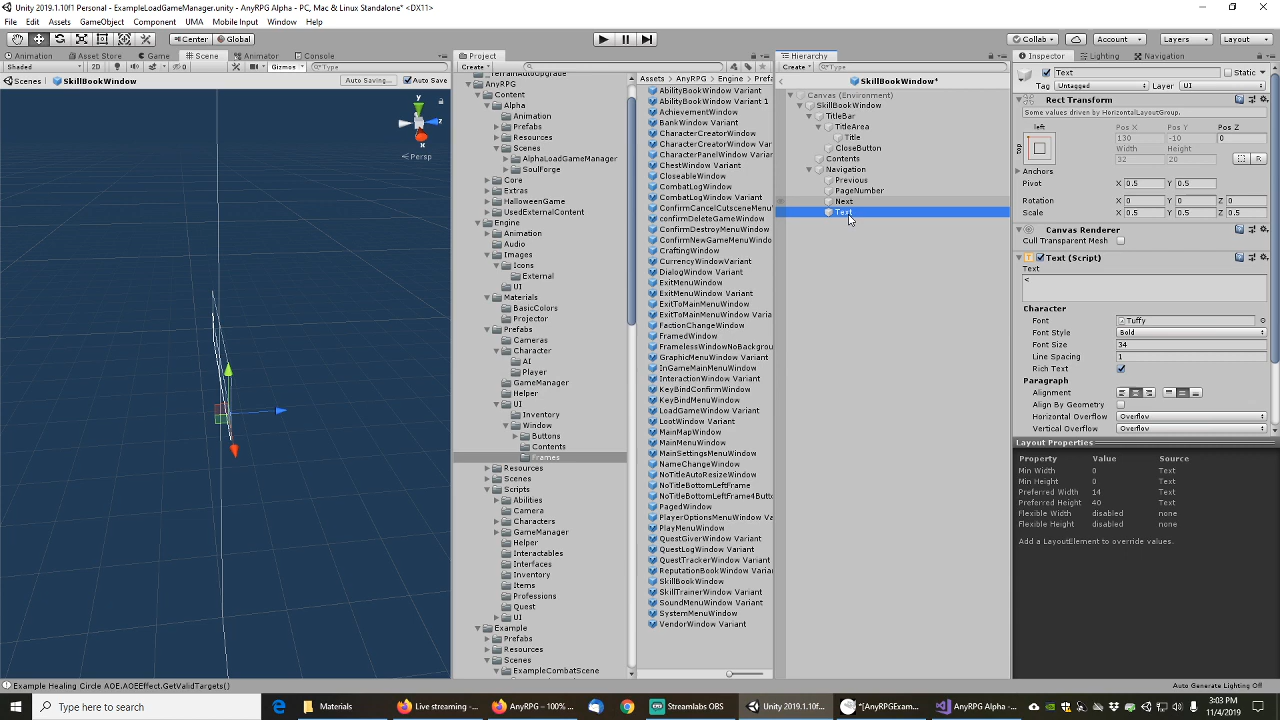 Unity 2019.1.10f1 Personal - ExampleLoadGameManager.unity - AnyRPG Alpha - PC, Mac & Linux Standalone* <DX11>
File Edit Assets GameObject Component UMA Mobile Input Window Help
Center Global Collab Account Layers Layout
Animation Asset Store Game Scene Animator Console
Shaded 2D Gizmos All
Scenes SkillBookWindow Auto Saving... Auto Save
y
z
x
Persp
Project
Create
AnyRPG
Content
Alpha
Animation
Prefabs
Resources
Scenes
AlphaLoadGameManager
SoulForge
Core
Extras
HalloweenGame
UsedExternalContent
Engine
Animation
Audio
Images
Icons
External
UI
Materials
BasicColors
Projector
Prefabs
Cameras
Character
AI
Player
GameManager
Helper
UI
Inventory
Window
Buttons
Contents
Frames
Resources
Scenes
Scripts
Abilities
Camera
Characters
GameManager
Helper
Interactables
Interfaces
Inventory
Items
Professions
Quest
UI
Example
Prefabs
Resources
Scenes
ExampleCombatScene
Assets AnyRPG Engine Prefa
AbilityBookWindow Variant
AbilityBookWindow Variant 1
AchievementWindow
BankWindow Variant
CharacterCreatorWindow
CharacterCreatorWindow Var
CharacterPanelWindow Varian
ChestWindow Variant
CloseableWindow
CombatLogWindow
CombatLogWindow Variant
ConfirmCancelCutsceneMenu
confirmDeleteGameWindow
ConfirmDestroyMenuWindow
ConfirmNewGameMenuWindo
CraftingWindow
CurrencyWindowVariant
DialogWindow Variant
ExitMenuWindow
ExitMenuWindow Variant
ExitToMainMenuWindow
ExitToMainMenuWindow Varia
FactionChangeWindow
FramedWindow
FramelessWindowNoBackgrou
GraphicMenuWindow Variant
InGameMainMenuWindow
InteractionWindow Variant
KeyBindConfirmWindow
KeyBindMenuWindow
LoadGameWindow Variant
LootWindow Variant
MainMapWindow
MainMenuWindow
MainSettingsMenuWindow
NameChangeWindow
NoTitleAutoResizeWindow
NoTitleBottomLeftFrame
NoTitleBottomLeftFrame4Butto
PagedWindow
PlayerOptionsMenuWindow Va
PlayMenuWindow
QuestGiverWindow Variant
QuestLogWindow Variant
QuestTrackerWindow Variant
ReputationBookWindow Varian
SkillBookWindow
SkillTrainerWindow Variant
SoundMenuWindow Variant
SystemMenuWindow
VendorWindow Variant
Hierarchy
Create All
SkillBookWindow*
Canvas (Environment)
SkillBookWindow
TitleBar
TitleArea
Title
CloseButton
Contents
Navigation
Previous
PageNumber
Next
Text
Inspector Lighting Navigation
Text Static
Tag Untagged Layer UI
Rect Transform
Some values driven by HorizontalLayoutGroup.
left Pos X Pos Y Pos Z
top 130 -10 0
Width Height
32 20 R
Anchors
Pivot X 0.5 Y 0.5
Rotation X 0 Y 0 Z 0
Scale X 0.5 Y 0.5 Z 0.5
Canvas Renderer
Cull Transparent Mesh
Text (Script)
Text
<
Character
Font Tuffy
Font Style Bold
Font Size 34
Line Spacing 1
Rich Text
Paragraph
Alignment
Align By Geometry
Horizontal Overflow Overflow
Vertical Overflow Overflow
Layout Properties
Property Value Source
Min Width 0 Text
Min Height 0 Text
Preferred Width 14 Text
Preferred Height 40 Text
Flexible Width disabled none
Flexible Height disabled none
Add a LayoutElement to override values.
Example Healing Circle AOE.AOEEffect.GetValidTargets()
Auto Generate Lighting Off
Type here to search Materials Live streaming -... AnyRPG – 100% ... Streamlabs OBS Unity 2019.1.10f... *[AnyRPGExam... AnyRPG Alpha -... 3:03 PM
11/4/2019